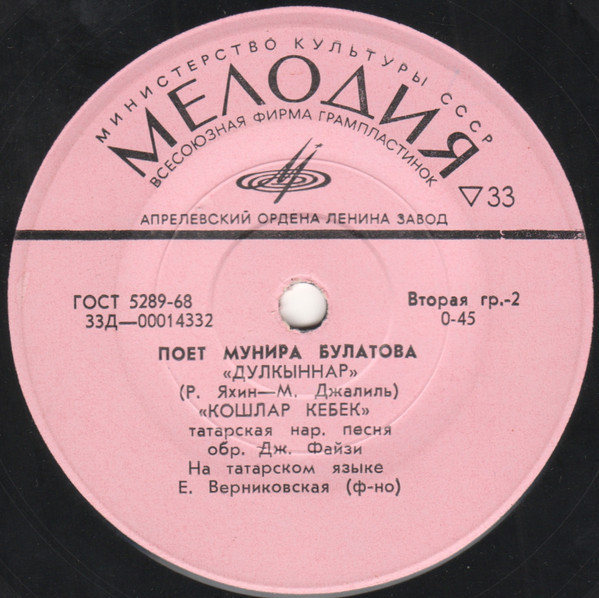 МИНИСТЕРСТВО КУЛЬТУРЫ СССР
МЕЛОДИЯ
ВСЕСОЮЗНАЯ ФИРМА ГРАМПЛАСТИНОК
▽33
АПРЕЛЕВСКИЙ ОРДЕНА ЛЕНИНА ЗАВОД
ГОСТ 5289-68
33Д—00014332
Вторая гр.-2
0-45
ПОЕТ МУНИРА БУЛАТОВА
«ДУЛКЫННАР»
(Р. Яхин—М. Джалиль)
«КОШЛАР КЕБЕК»
татарская нар. песня
обр. Дж. Файзи
На татарском языке
Е. Верниковская (ф-но)